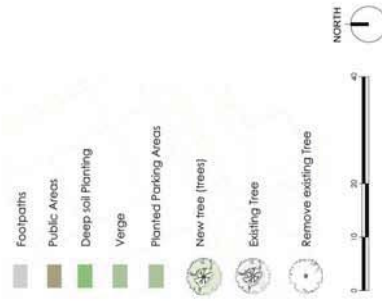 Footpaths
Public Areas
Deep soil Planting
Verge
Planted Parking Areas
New tree (trees)
Existing Tree
Remove existing Tree
NORTH
0 10 20 40